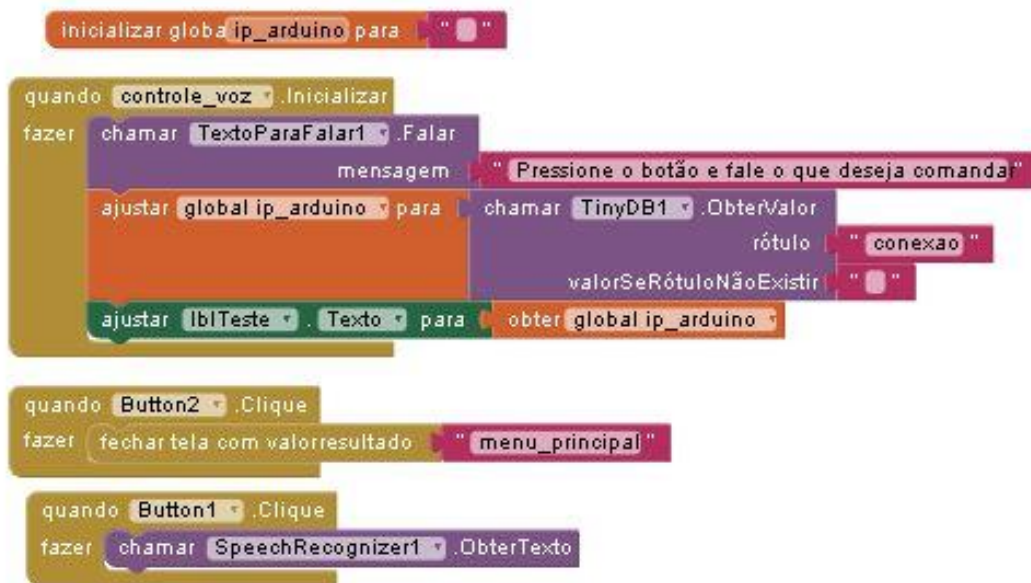 inicializar global ip_arduino para " "
quando controle_voz .Inicializar
fazer chamar TextoParaFalar1 .Falar
mensagem " Pressione o botão e fale o que deseja comandar "
ajustar global ip_arduino para chamar TinyDB1 .ObterValor
rótulo " conexao "
valorSeRótuloNãoExistir " "
ajustar lblTeste . Texto para obter global ip_arduino
quando Button2 .Clique
fazer fechar tela com valorresultado " menu_principal "
quando Button1 .Clique
fazer chamar SpeechRecognizer1 .ObterTexto